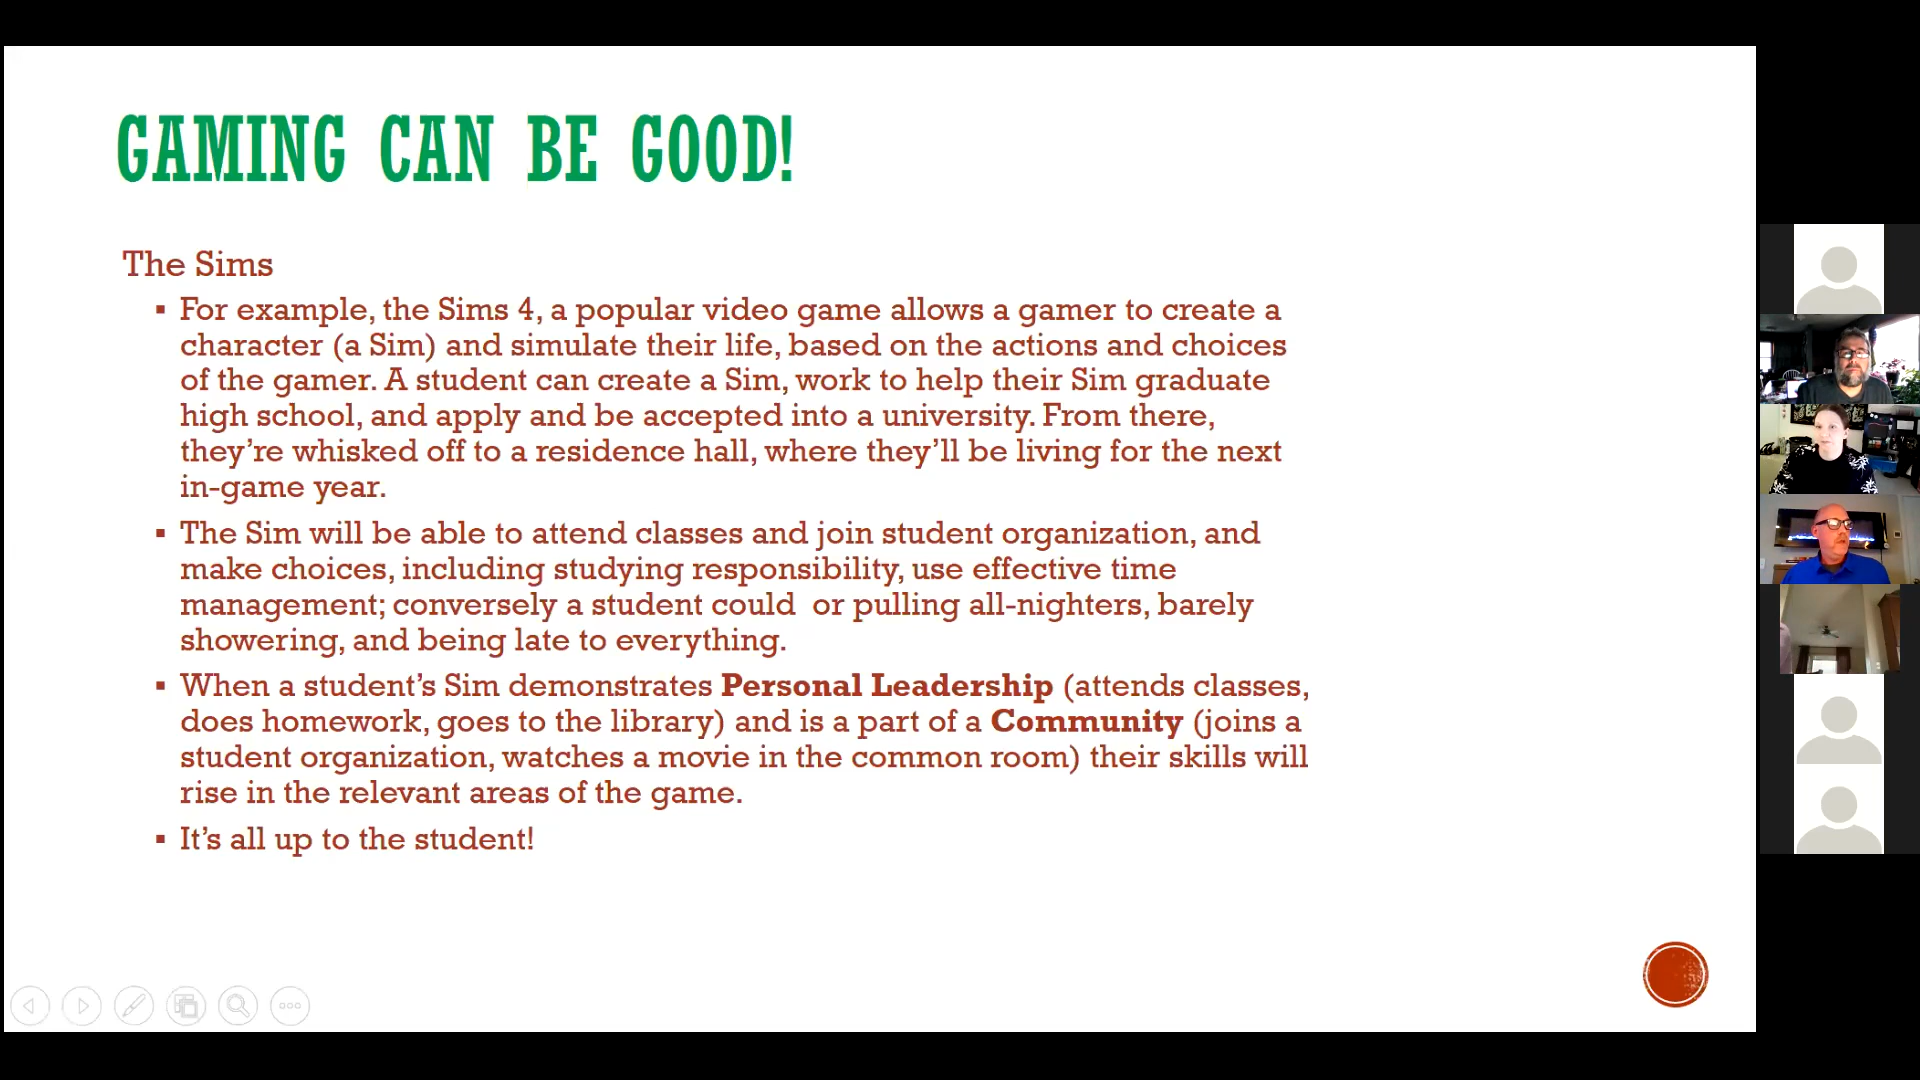 GAMING CAN BE GOOD!
The Sims
▪ For example, the Sims 4, a popular video game allows a gamer to create a
character (a Sim) and simulate their life, based on the actions and choices
of the gamer. A student can create a Sim, work to help their Sim graduate
high school, and apply and be accepted into a university. From there,
they’re whisked off to a residence hall, where they’ll be living for the next
in-game year.
▪ The Sim will be able to attend classes and join student organization, and
make choices, including studying responsibility, use effective time
management; conversely a student could or pulling all-nighters, barely
showering, and being late to everything.
▪ When a student’s Sim demonstrates Personal Leadership (attends classes,
does homework, goes to the library) and is a part of a Community (joins a
student organization, watches a movie in the common room) their skills will
rise in the relevant areas of the game.
▪ It’s all up to the student!